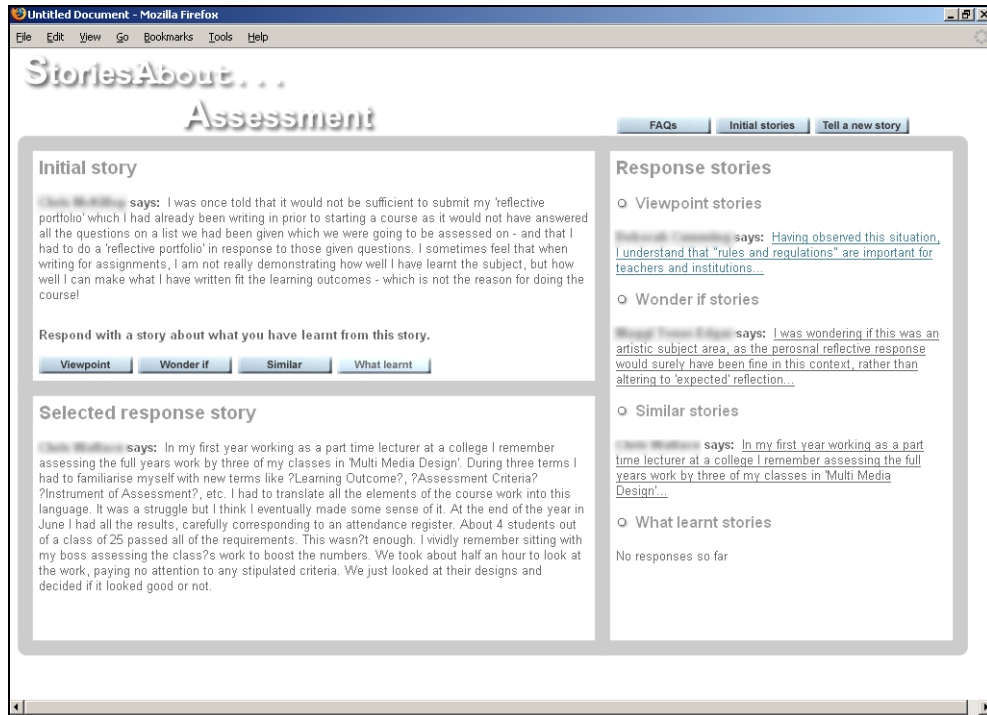 Untitled Document - Mozilla Firefox
File Edit View Go Bookmarks Tools Help
StoriesAbout...
Assessment
FAQs Initial stories Tell a new story
Initial story
says: I was once told that it would not be sufficient to submit my 'reflective
portfolio' which I had already been writing in prior to starting a course as it would not have answered
all the questions on a list we had been given which we were going to be assessed on - and that I
had to do a 'reflective portfolio' in response to those given questions. I sometimes feel that when
writing for assignments, I am not really demonstrating how well I have learnt the subject, but how
well I can make what I have written fit the learning outcomes - which is not the reason for doing the
course!
Respond with a story about what you have learnt from this story.
Viewpoint Wonder if Similar What learnt
Selected response story
says: In my first year working as a part time lecturer at a college I remember
assessing the full years work by three of my classes in 'Multi Media Design'. During three terms I
had to familiarise myself with new terms like ?Learning Outcome?, ?Assessment Criteria?
?Instrument of Assessment?, etc. I had to translate all the elements of the course work into this
language. It was a struggle but I think I eventually made some sense of it. At the end of the year in
June I had all the results, carefully corresponding to an attendance register. About 4 students out
of a class of 25 passed all of the requirements. This wasn?t enough. I vividly remember sitting with
my boss assessing the class?s work to boost the numbers. We took about half an hour to look at
the work, paying no attention to any stipulated criteria. We just looked at their designs and
decided if it looked good or not.
Response stories
Viewpoint stories
says: Having observed this situation,
I understand that "rules and regulations" are important for
teachers and institutions...
Wonder if stories
says: I was wondering if this was an
artistic subject area, as the perosnal reflective response
would surely have been fine in this context, rather than
altering to 'expected' reflection...
Similar stories
says: In my first year working as a part
time lecturer at a college I remember assessing the full
years work by three of my classes in 'Multi Media
Design'...
What learnt stories
No responses so far